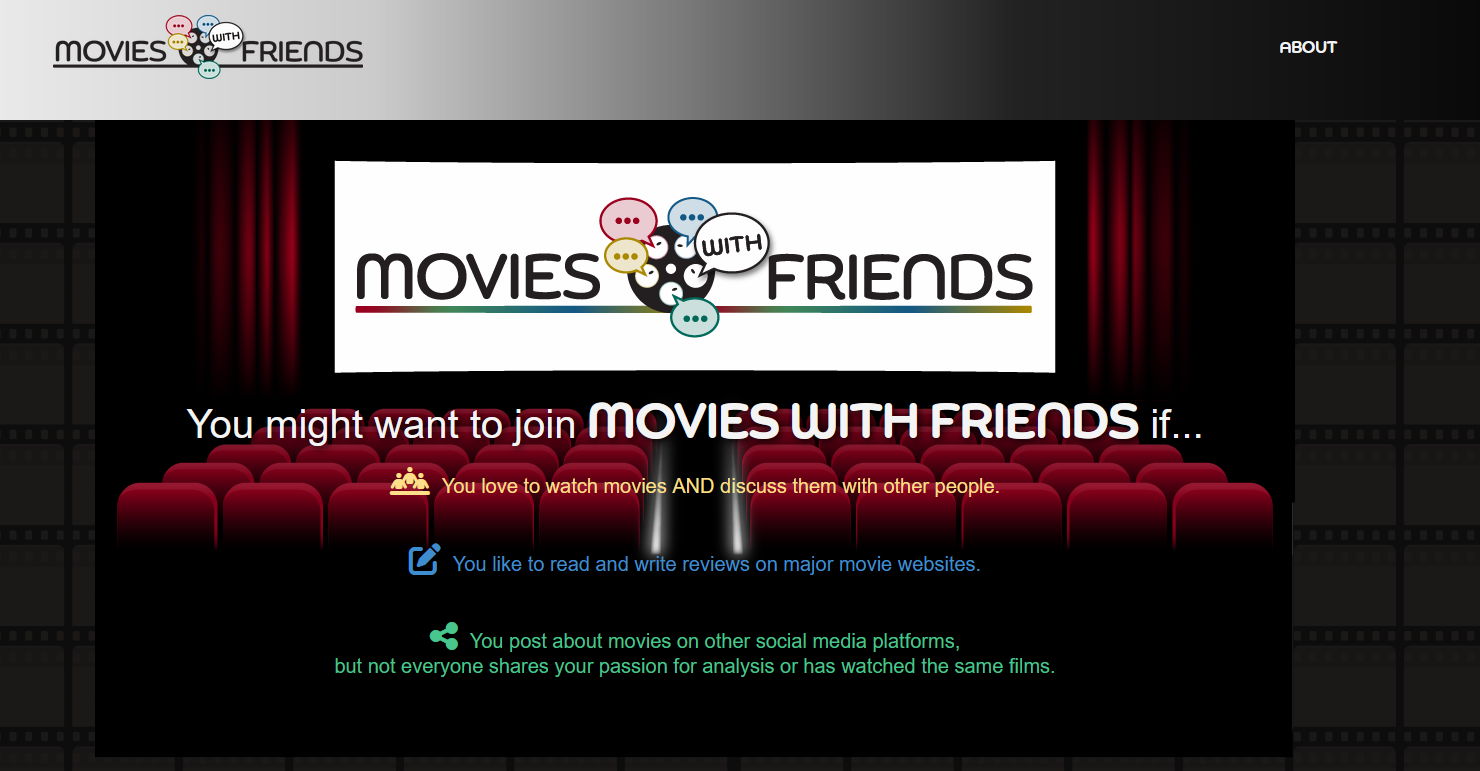 MOVIES WITH FRIENDS
ABOUT
MOVIES WITH FRIENDS
You might want to join MOVIES WITH FRIENDS if...
You love to watch movies AND discuss them with other people.
You like to read and write reviews on major movie websites.
You post about movies on other social media platforms,
but not everyone shares your passion for analysis or has watched the same films.